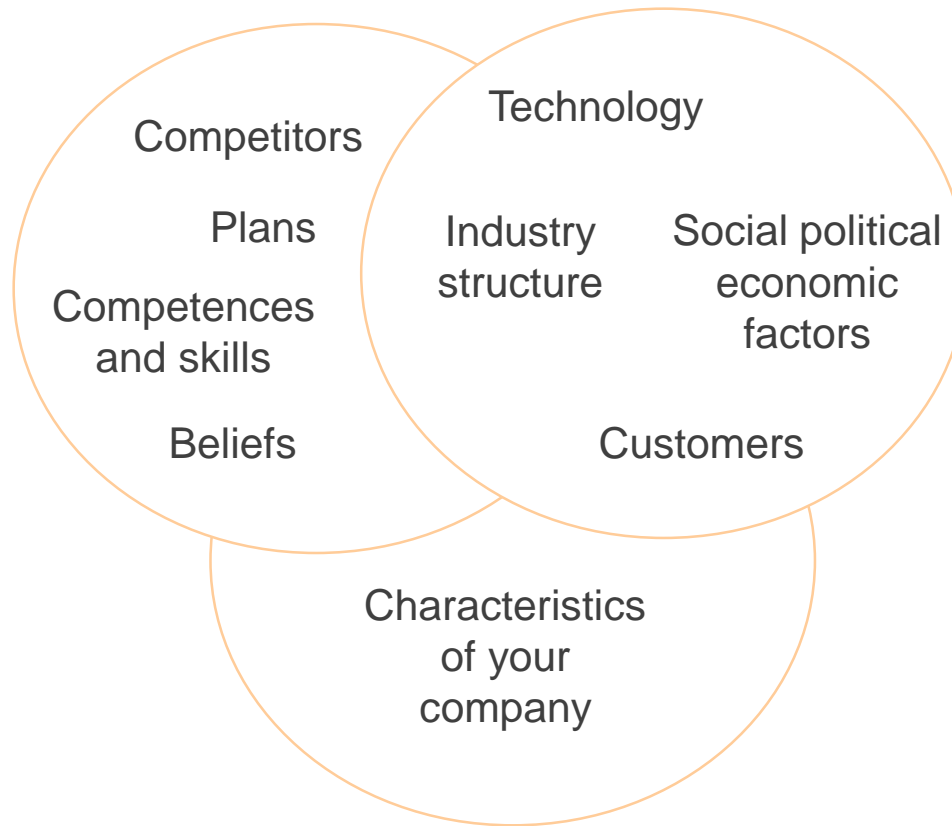 Competitors
Plans
Competences
and skills
Beliefs
Technology
Industry
structure
Social political
economic
factors
Customers
Characteristics
of your
company